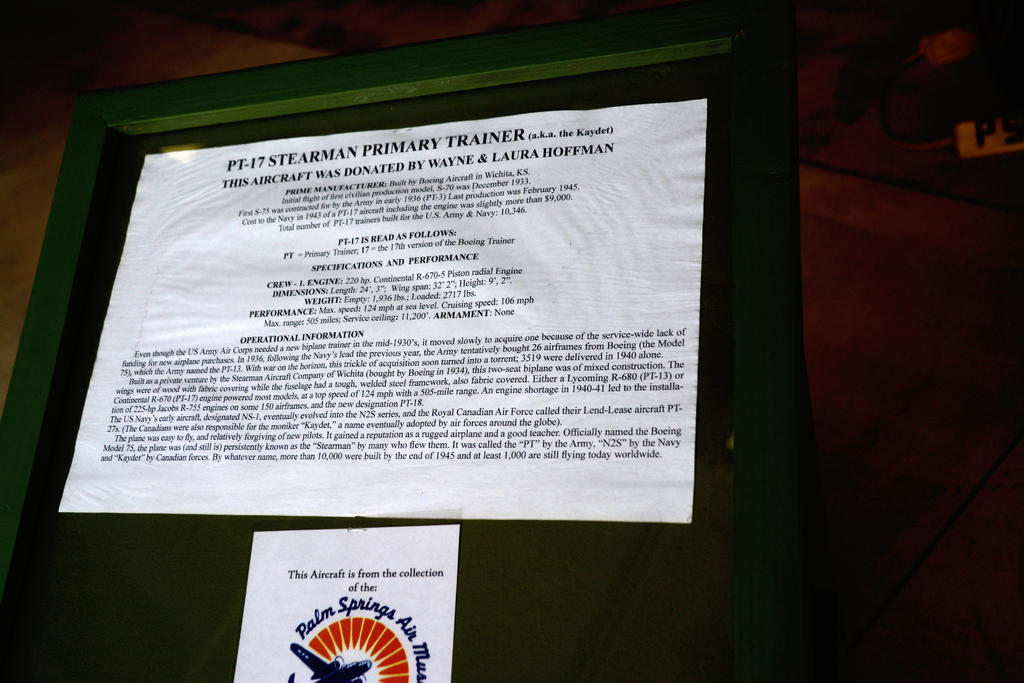 PT-17 STEARMAN PRIMARY TRAINER (a.k.a. the Kaydet)
THIS AIRCRAFT WAS DONATED BY WAYNE & LAURA HOFFMAN
PRIME MANUFACTURER: Built by Boeing Aircraft in Wichita, KS.
Initial flight of first civilian production model, S-70 was December 1933.
First S-75 was contracted for by the Army in early 1936 (PT-3) Last production was February 1945.
Cost to the Navy in 1943 of a PT-17 aircraft including the engine was slightly more than $9,000.
Total number of PT-17 trainers built for the U.S. Army & Navy: 10,346.
PT-17 IS READ AS FOLLOWS:
PT = Primary Trainer; 17 = the 17th version of the Boeing Trainer
SPECIFICATIONS AND PERFORMANCE
CREW - 1. ENGINE: 220 hp. Continental R-670-5 Piston radial Engine
DIMENSIONS: Length: 24', 3"; Wing span: 32' 2"; Height: 9', 2".
WEIGHT: Empty: 1,936 lbs.; Loaded: 2717 lbs.
PERFORMANCE: Max. speed: 124 mph at sea level. Cruising speed: 106 mph
Max. range: 505 miles; Service ceiling: 11,200'. ARMAMENT: None
OPERATIONAL INFORMATION
Even though the US Army Air Corps needed a new biplane trainer in the mid-1930's, it moved slowly to acquire one because of the service-wide lack of
funding for new airplane purchases. In 1936, following the Navy's lead the previous year, the Army tentatively bought 26 airframes from Boeing (the Model
75), which the Army named the PT-13. With war on the horizon, this trickle of acquisition soon turned into a torrent; 3519 were delivered in 1940 alone.
Built as a private venture by the Stearman Aircraft Company of Wichita (bought by Boeing in 1934), this two-seat biplane was of mixed construction. The
wings were of wood with fabric covering while the fuselage had a tough, welded steel framework, also fabric covered. Either a Lycoming R-680 (PT-13) or
Continental R-670 (PT-17) engine powered most models, at a top speed of 124 mph with a 505-mile range. An engine shortage in 1940-41 led to the installa-
tion of 225-hp Jacobs R-755 engines on some 150 airframes, and the new designation PT-18.
The US Navy's early aircraft, designated NS-1, eventually evolved into the N2S series, and the Royal Canadian Air Force called their Lend-Lease aircraft PT-
27s. (The Canadians were also responsible for the moniker "Kaydet," a name eventually adopted by air forces around the globe).
The plane was easy to fly, and relatively forgiving of new pilots. It gained a reputation as a rugged airplane and a good teacher. Officially named the Boeing
Model 75, the plane was (and still is) persistently known as the "Stearman" by many who flew them. It was called the "PT" by the Army, "N2S" by the Navy
and "Kaydet" by Canadian forces. By whatever name, more than 10,000 were built by the end of 1945 and at least 1,000 are still flying today worldwide.
This Aircraft is from the collection
of the:
Palm Springs Air Mus
PS